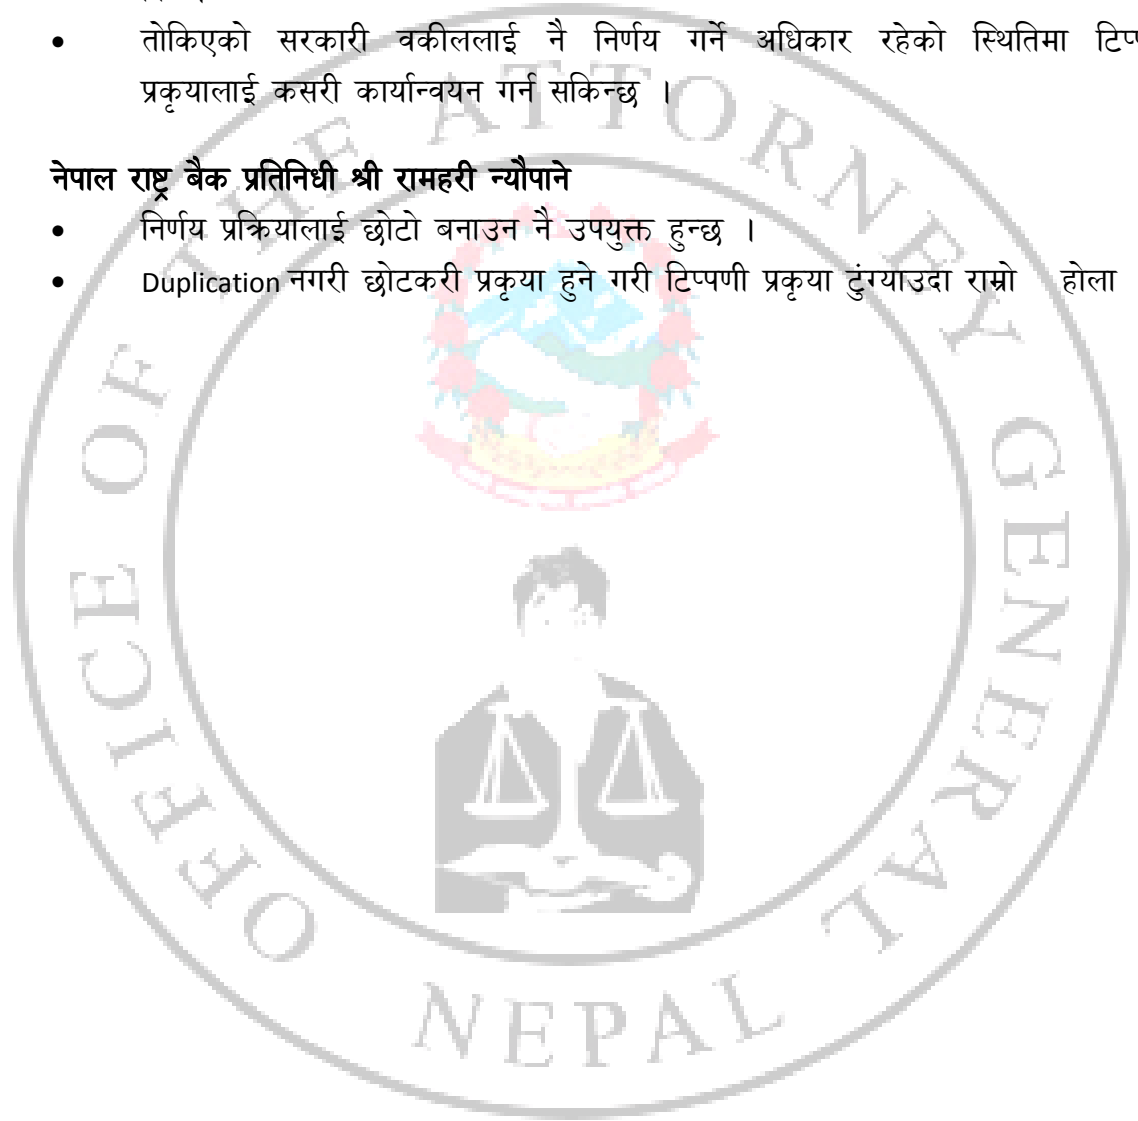 • तोकिएको सरकारी वकीललाई नै निर्णय गर्ने अधिकार रहेको स्थितिमा
प्रकृयालाई कसरी कार्यान्वयन गर्न सकिन्छ ।
नेपाल राष्ट्र बैक प्रतिनिधी श्री रामहरी न्यौपाने
• निर्णय प्रक्रियालाई छोटो बनाउन नै उपयुक्त हुन्छ ।
• Duplication नगरी छोटकरी प्रकृया हुने गरी टिप्पणी प्रकृया टुंग्याउदा राम्रो होला
THE ATTORNEY GENERAL
OFFICE OF
NEPAL